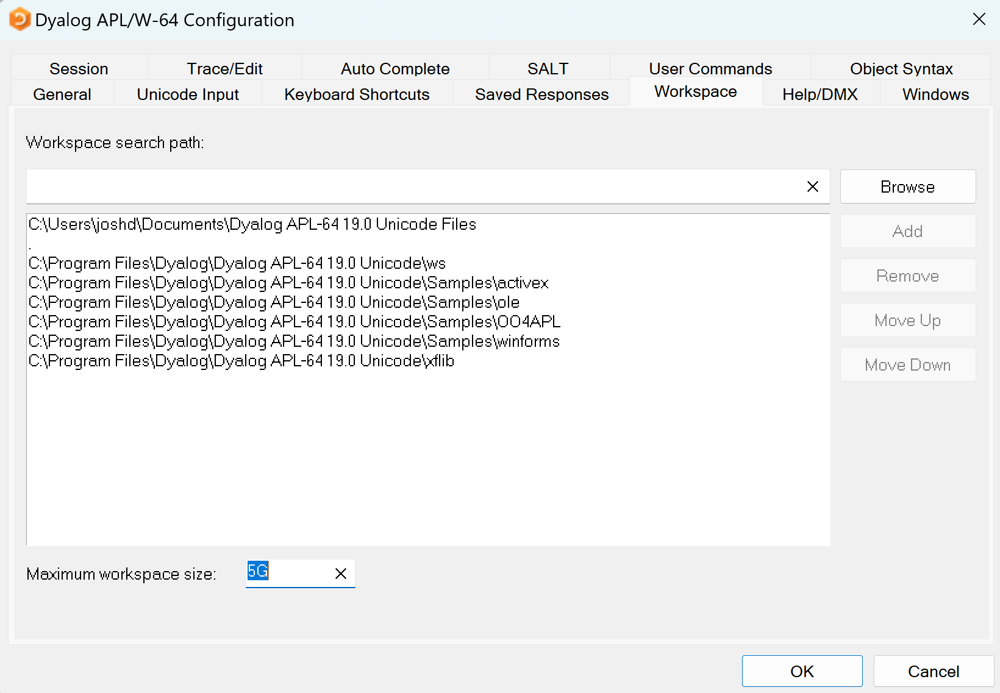 Dyalog APL/W-64 Configuration
Session Trace/Edit Auto Complete SALT User Commands Object Syntax
General Unicode Input Keyboard Shortcuts Saved Responses Workspace Help/DMX Windows
Workspace search path:
Browse
C:\Users\joshd\Documents\Dyalog APL-64 19.0 Unicode Files
.
C:\Program Files\Dyalog\Dyalog APL-64 19.0 Unicode\ws
C:\Program Files\Dyalog\Dyalog APL-64 19.0 Unicode\Samples\activex
C:\Program Files\Dyalog\Dyalog APL-64 19.0 Unicode\Samples\ole
C:\Program Files\Dyalog\Dyalog APL-64 19.0 Unicode\Samples\OO4APL
C:\Program Files\Dyalog\Dyalog APL-64 19.0 Unicode\Samples\winforms
C:\Program Files\Dyalog\Dyalog APL-64 19.0 Unicode\xflib
Add
Remove
Move Up
Move Down
Maximum workspace size: 5G
OK Cancel